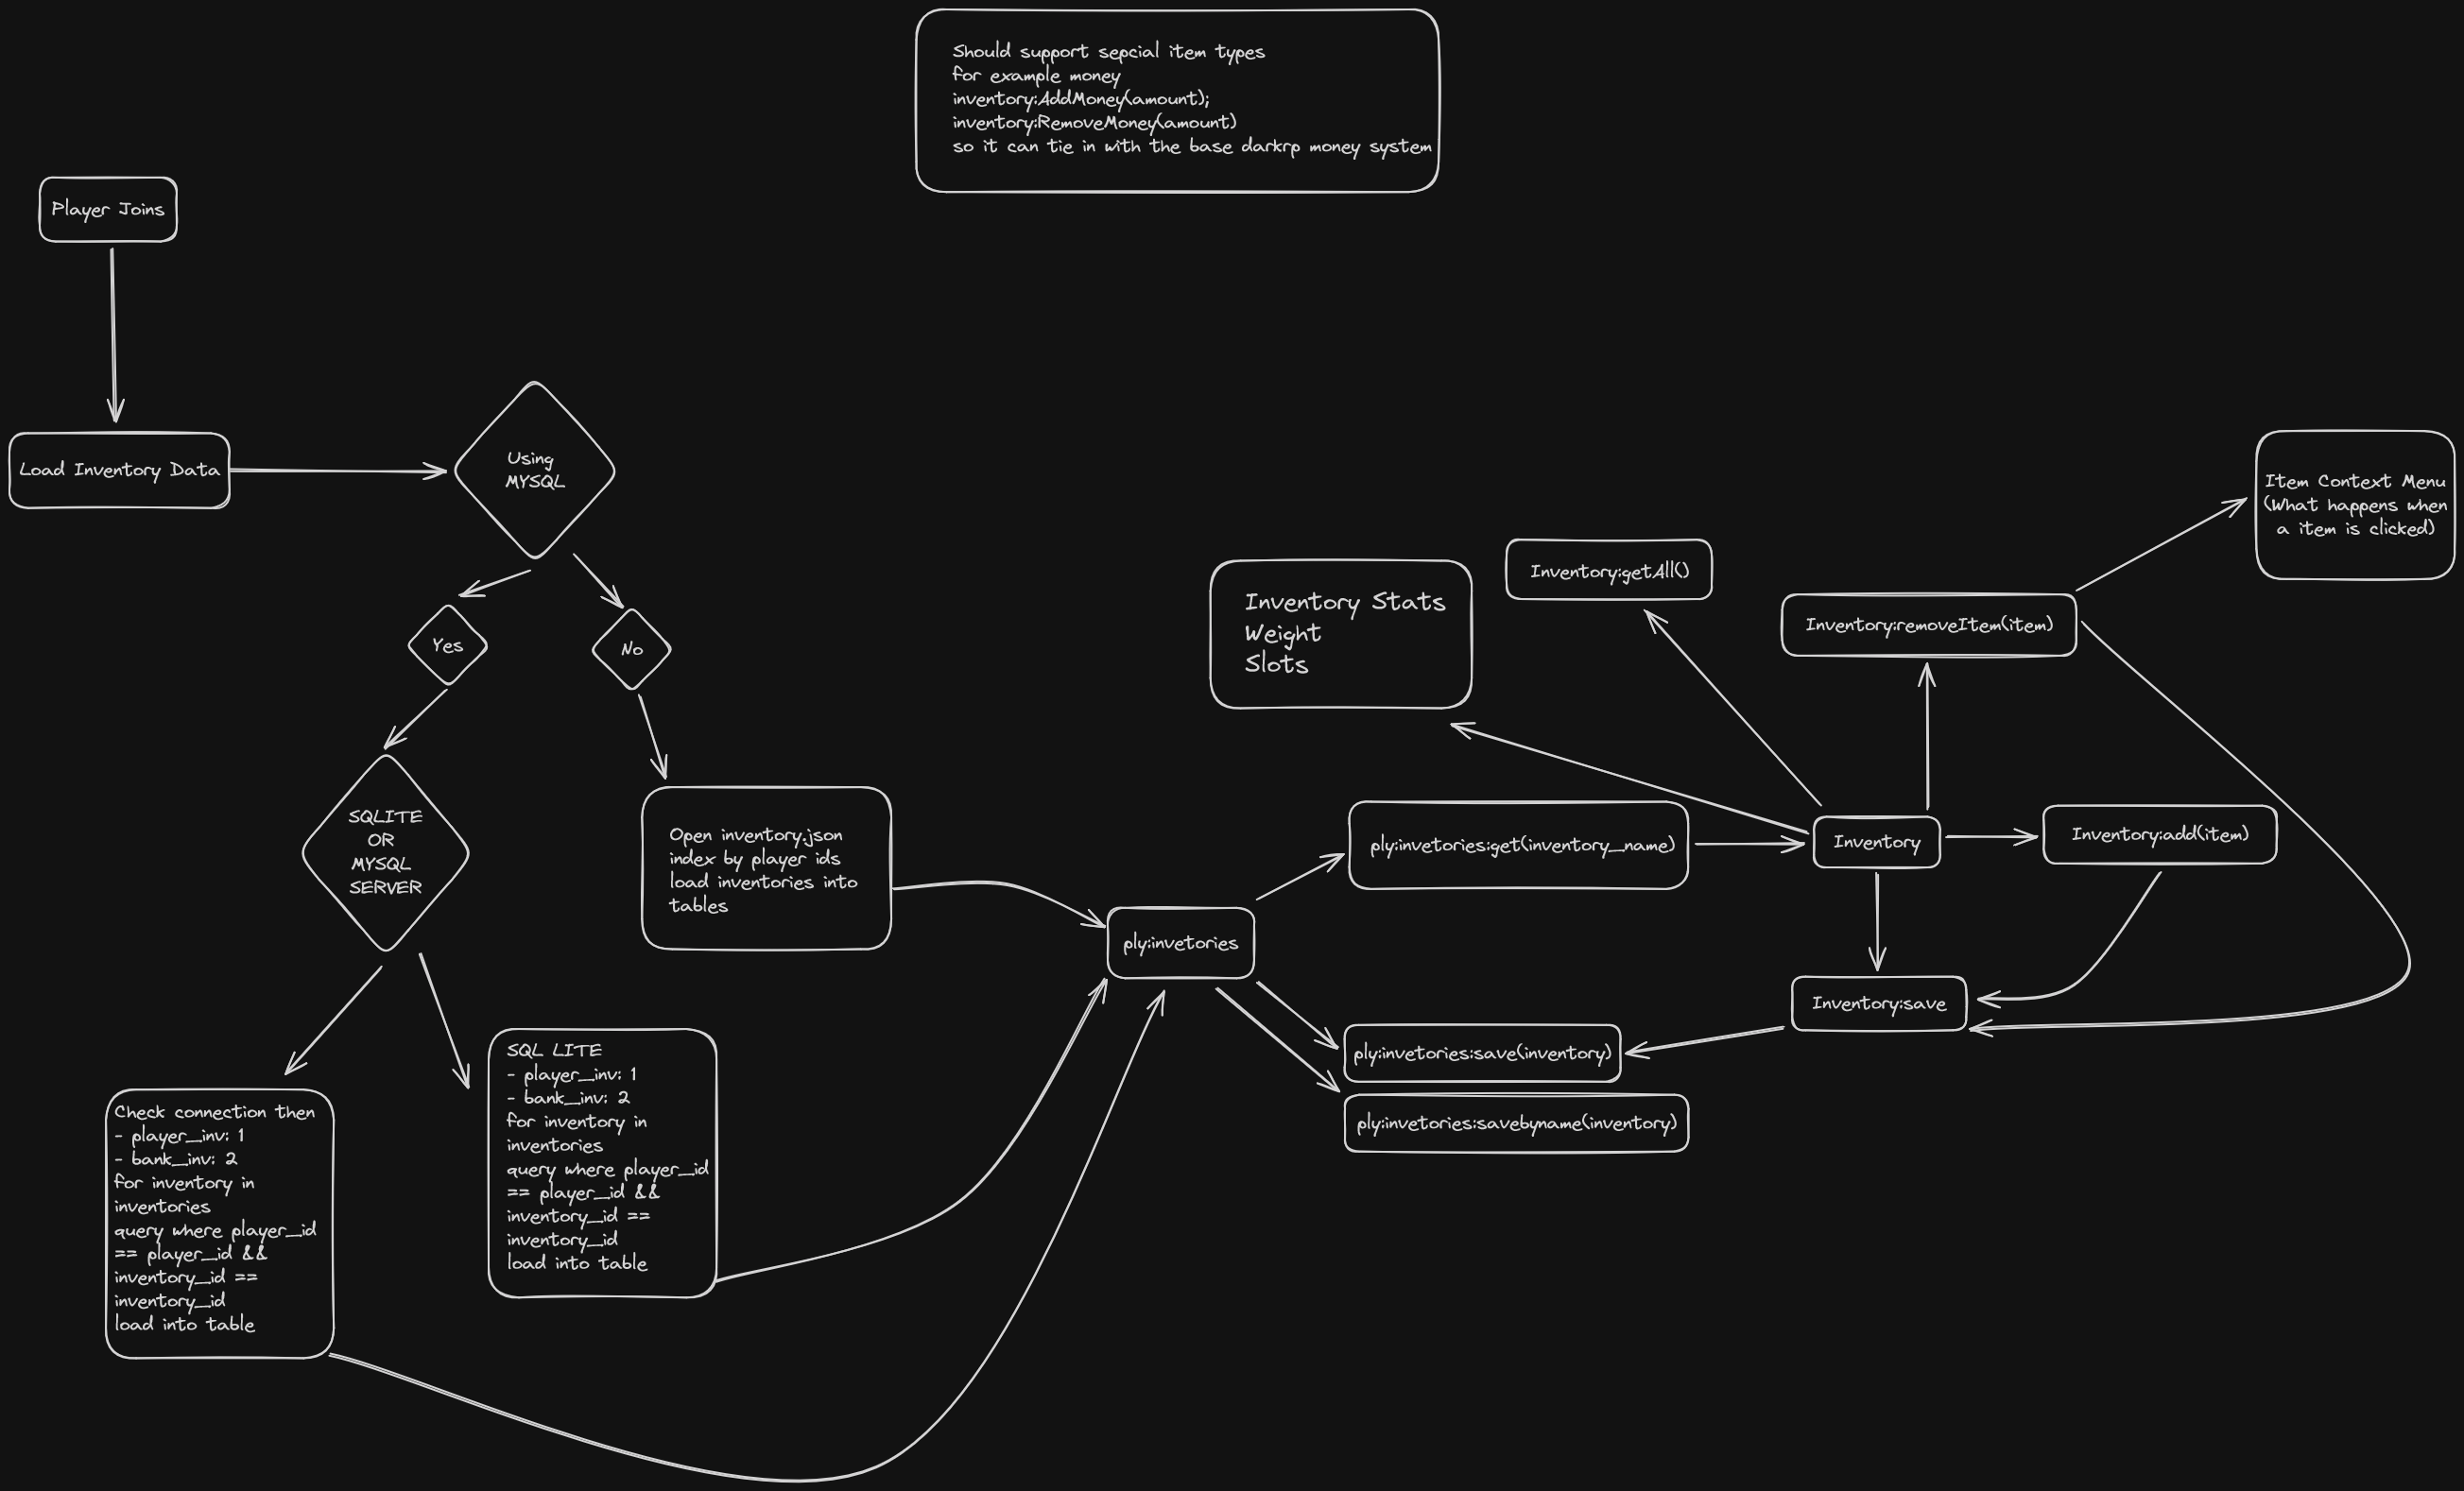 Should support sepcial item types
for example money
inventory:AddMoney(amount);
inventory:RemoveMoney(amount)
so it can tie in with the base darkrp money system
Player Joins
Load Inventory Data
Using
MYSQL
Yes
No
SQLITE
OR
MYSQL
SERVER
Open inventory.json
index by player ids
load inventories into
tables
Check connection then
- player_inv: 1
- bank_inv: 2
for inventory in
inventories
query where player_id
== player_id &&
inventory_id ==
inventory_id
load into table
SQL LITE
- player_inv: 1
- bank_inv: 2
for inventory in
inventories
query where player_id
== player_id &&
inventory_id ==
inventory_id
load into table
ply:invetories
ply:invetories:get(inventory_name)
ply:invetories:save(inventory)
ply:invetories:savebyname(inventory)
Inventory Stats
Weight
Slots
Inventory:getAll()
Inventory:removeItem(item)
Item Context Menu
(What happens when
a item is clicked)
Inventory
Inventory:add(item)
Inventory:save